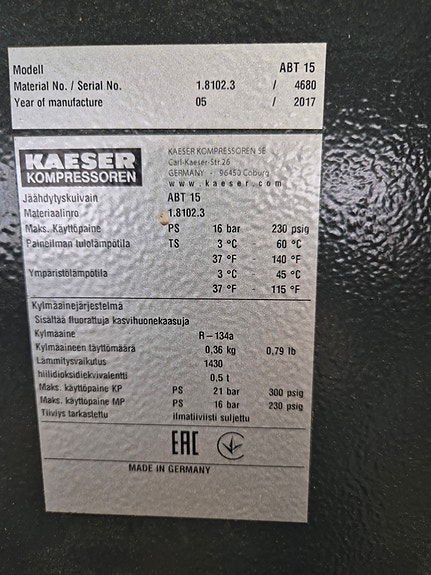 Modell ABT 15
Material No. / Serial No. 1.8102.3 / 4680
Year of manufacture 05 / 2017
KAESER KOMPRESSOREN
KAESER KOMPRESSOREN SE
Carl-Kaeser-Str.26
GERMANY - 96450 Coburg
www.kaeser.com
Jäähdytyskuivain ABT 15
Materiaalinro 1.8102.3
Maks. Käyttöpaine PS 16 bar - 230 psig
Paineilman tulolämpötila TS 3 °C - 60 °C
37 °F - 140 °F
Ympäristölämpötila 3 °C - 45 °C
37 °F - 115 °F
Kylmäainejärjestelmä
Sisältää fluorattuja kasvihuonekaasuja
Kylmäaine R-134a
Kylmäaineen täyttömäärä 0,36 kg 0,79 lb
Lämmitysvaikutus 1430
hiilidioksidiekvivalentti 0,5 t
Maks. käyttöpaine KP PS 21 bar 300 psig
Maks. käyttöpaine MP PS 16 bar 230 psig
Tiiviys tarkastettu Ilmatiiviisti suljettu
EAC
MADE IN GERMANY